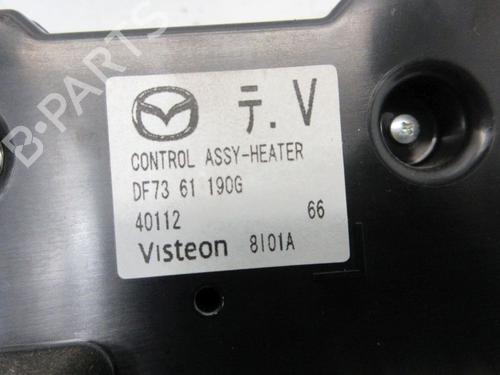 テ.V
CONTROL ASSY-HEATER
DF73 61 190G
40112 66
Visteon 8I01A
B-PARTS